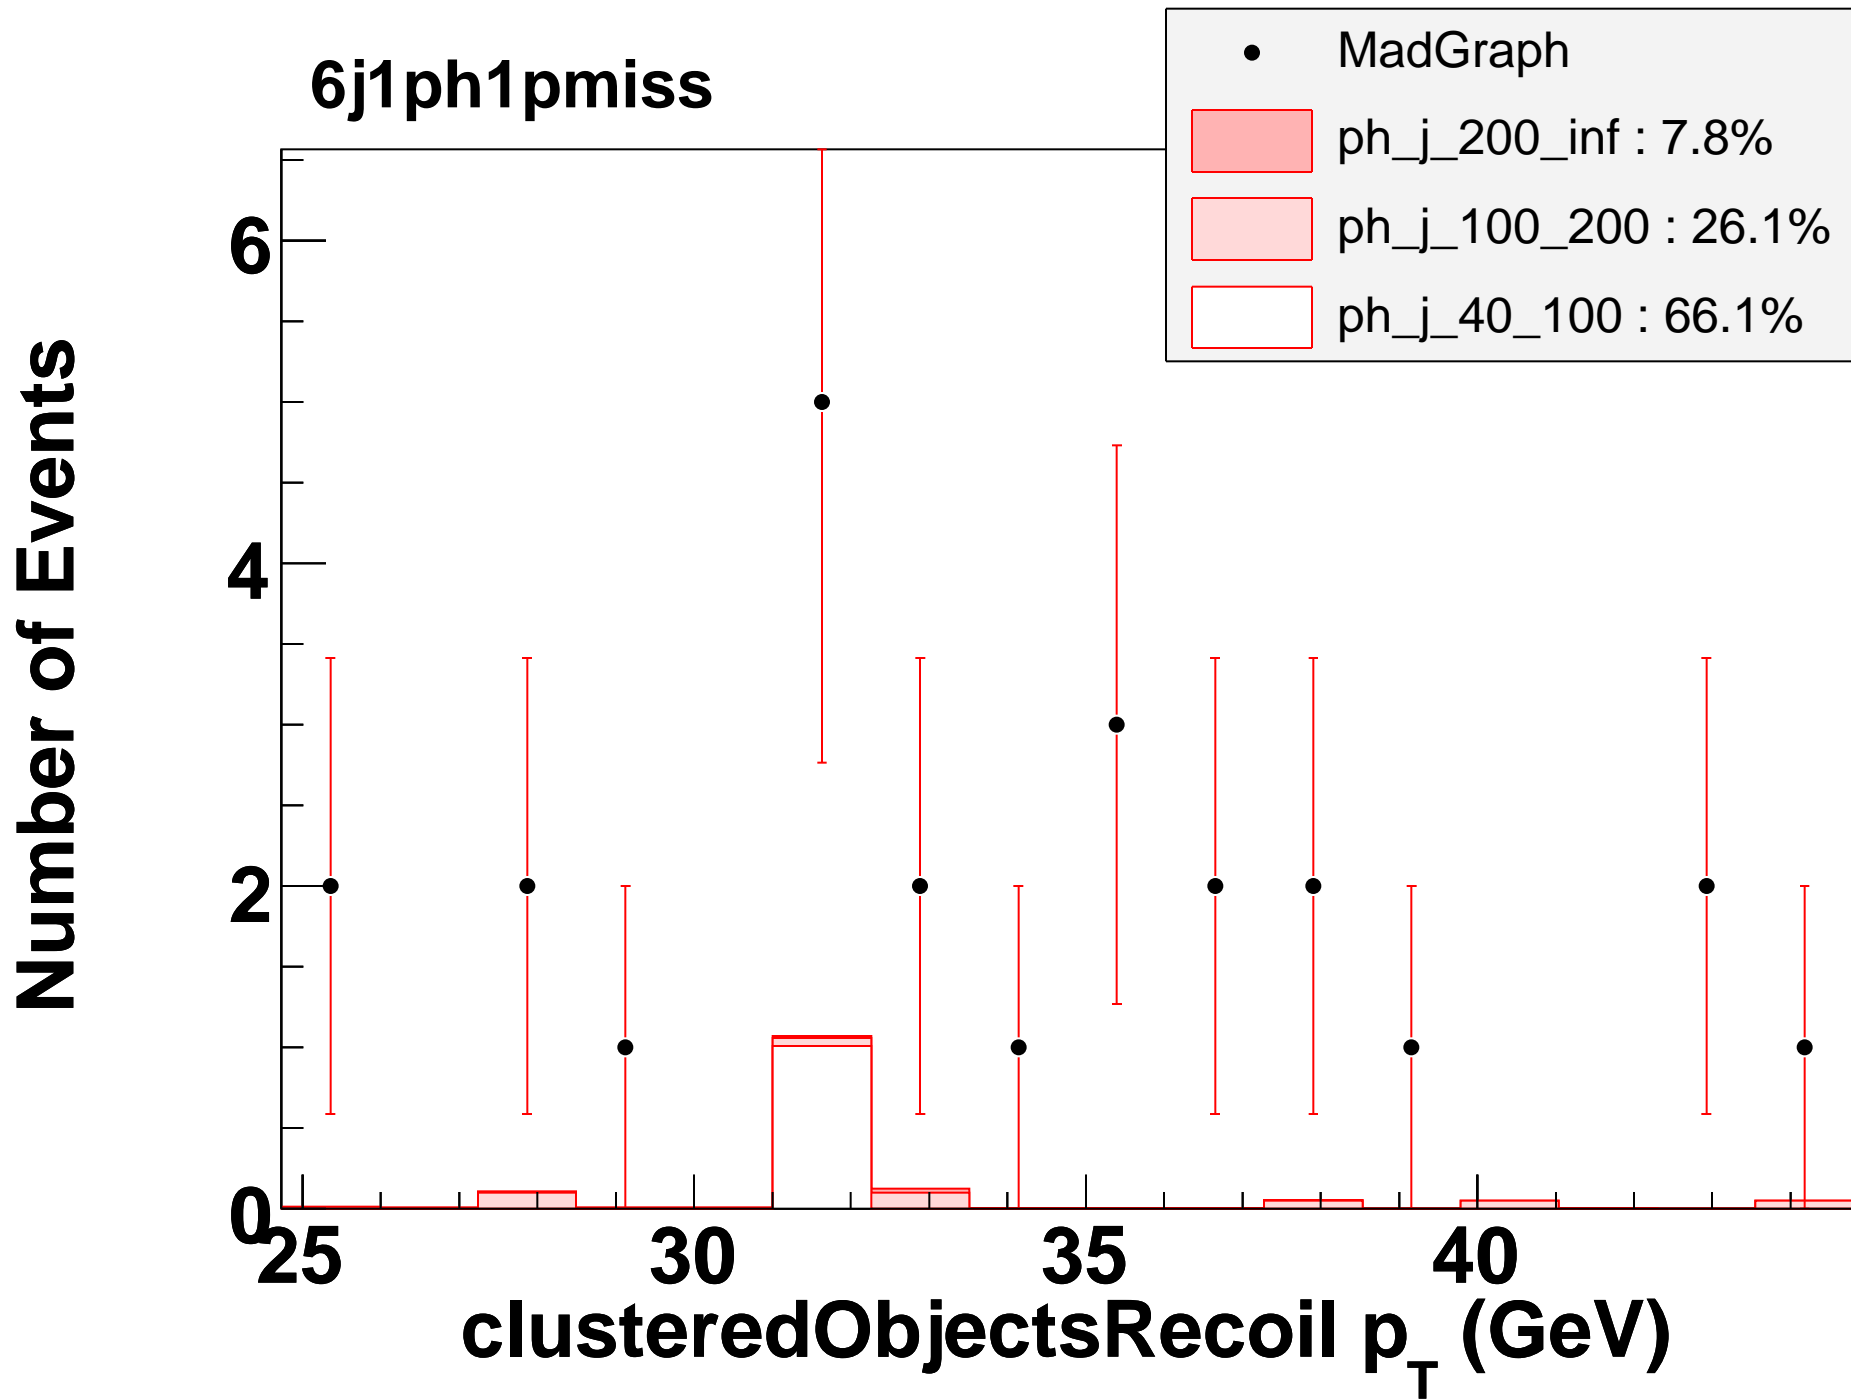 6j1ph1pmiss
MadGraph
ph_j_200_inf : 7.8%
ph_j_100_200 : 26.1%
ph_j_40_100 : 66.1%
Number of Events
6
4
2
0
25 30 35 40
clusteredObjectsRecoil p_T (GeV)